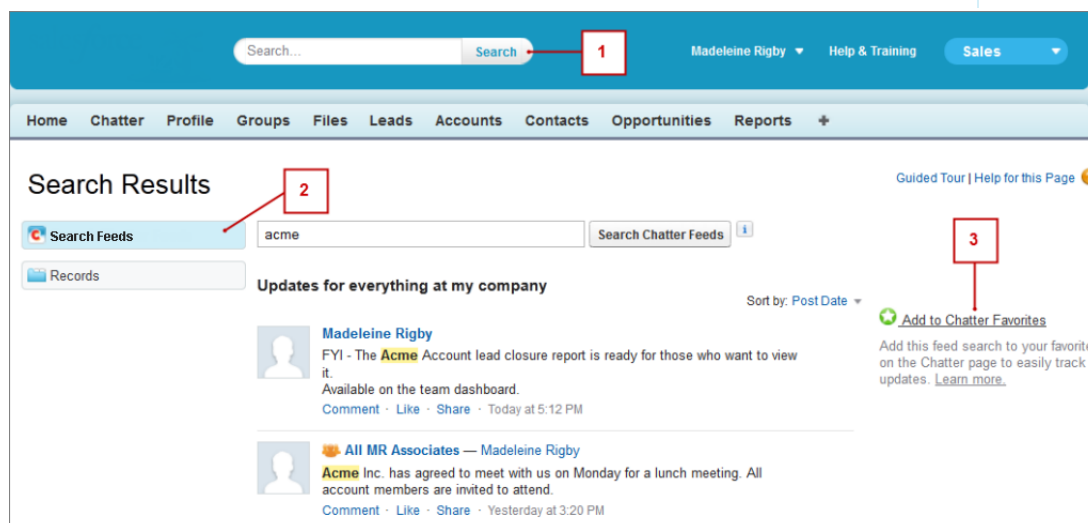 Search...
Search
1
Madeleine Rigby
Help & Training
Sales
Home Chatter Profile Groups Files Leads Accounts Contacts Opportunities Reports +
Search Results
2
Guided Tour | Help for this Page
Search Feeds
acme
Search Chatter Feeds
i
3
Records
Updates for everything at my company
Sort by: Post Date
Add to Chatter Favorites
Add this feed search to your favorite
on the Chatter page to easily track
updates. Learn more.
Madeleine Rigby
FYI - The Acme Account lead closure report is ready for those who want to view
it.
Available on the team dashboard.
Comment · Like · Share · Today at 5:12 PM
All MR Associates — Madeleine Rigby
Acme Inc. has agreed to meet with us on Monday for a lunch meeting. All
account members are invited to attend.
Comment · Like · Share · Yesterday at 3:20 PM